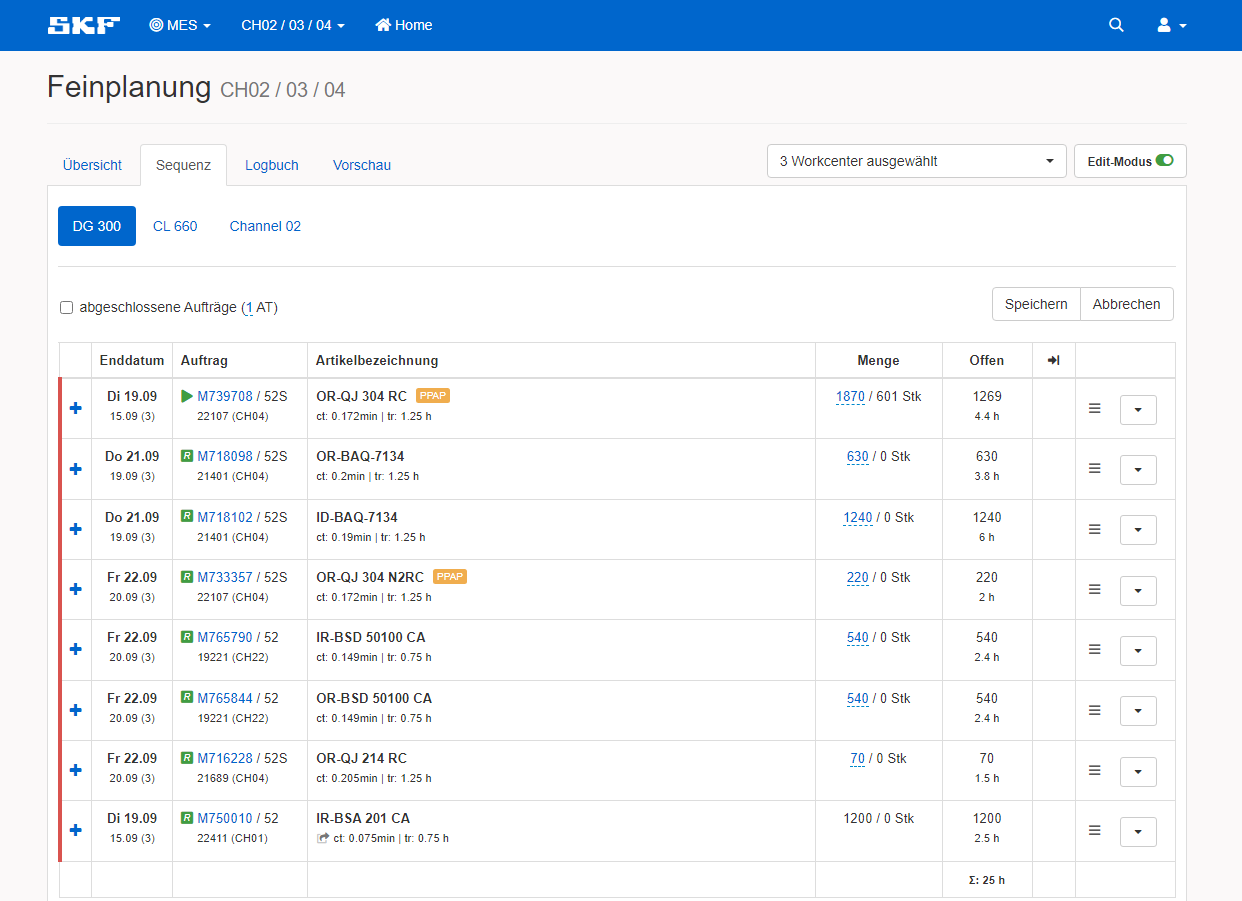 SKF MES CH02 / 03 / 04 Home
Feinplanung CH02 / 03 / 04
Übersicht Sequenz Logbuch Vorschau 3 Workcenter ausgewählt Edit-Modus
DG 300 CL 660 Channel 02
abgeschlossene Aufträge (1 AT) Speichern Abbrechen
Enddatum Auftrag Artikelbezeichnung Menge Offen
Di 19.09 M739708 / 52S OR-QJ 304 RC PPAP 1870 / 601 Stk 1269
15.09 (3) 22107 (CH04) ct: 0.172min | tr: 1.25 h 4.4 h
Do 21.09 R M718098 / 52S OR-BAQ-7134 630 / 0 Stk 630
19.09 (3) 21401 (CH04) ct: 0.2min | tr: 1.25 h 3.8 h
Do 21.09 R M718102 / 52S ID-BAQ-7134 1240 / 0 Stk 1240
19.09 (3) 21401 (CH04) ct: 0.19min | tr: 1.25 h 6 h
Fr 22.09 R M733357 / 52S OR-QJ 304 N2RC PPAP 220 / 0 Stk 220
20.09 (3) 22107 (CH04) ct: 0.172min | tr: 1.25 h 2 h
Fr 22.09 R M765790 / 52 IR-BSD 50100 CA 540 / 0 Stk 540
20.09 (3) 19221 (CH22) ct: 0.149min | tr: 0.75 h 2.4 h
Fr 22.09 R M765844 / 52 OR-BSD 50100 CA 540 / 0 Stk 540
20.09 (3) 19221 (CH22) ct: 0.149min | tr: 0.75 h 2.4 h
Fr 22.09 R M716228 / 52S OR-QJ 214 RC 70 / 0 Stk 70
20.09 (3) 21689 (CH04) ct: 0.205min | tr: 1.25 h 1.5 h
Di 19.09 R M750010 / 52 IR-BSA 201 CA 1200 / 0 Stk 1200
15.09 (3) 22411 (CH01) ct: 0.075min | tr: 0.75 h 2.5 h
Σ: 25 h